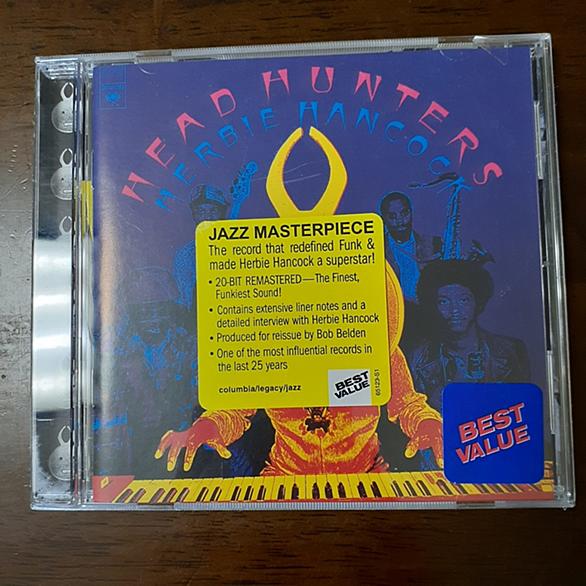 HEAD HUNTERS
HERBIE HANCOCK
JAZZ MASTERPIECE
The record that redefined Funk &
made Herbie Hancock a superstar!
• 20-BIT REMASTERED—The Finest,
Funkiest Sound!
• Contains extensive liner notes and a
detailed interview with Herbie Hancock
• Produced for reissue by Bob Belden
• One of the most influential records in
the last 25 years
columbia/legacy/jazz
BEST
VALUE
65123-S1
BEST
VALUE